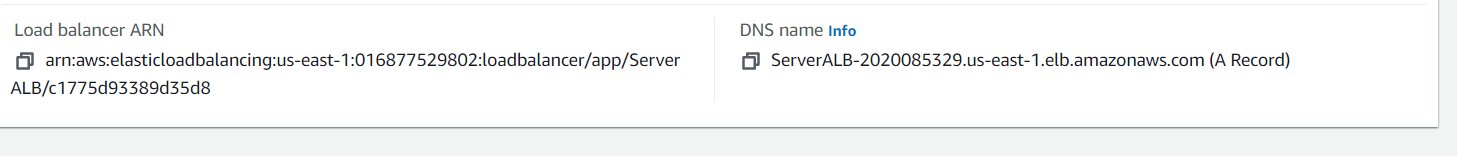 Load balancer ARN
arn:aws:elasticloadbalancing:us-east-1:016877529802:loadbalancer/app/Server
ALB/c1775d93389d35d8
DNS name Info
ServerALB-2020085329.us-east-1.elb.amazonaws.com (A Record)